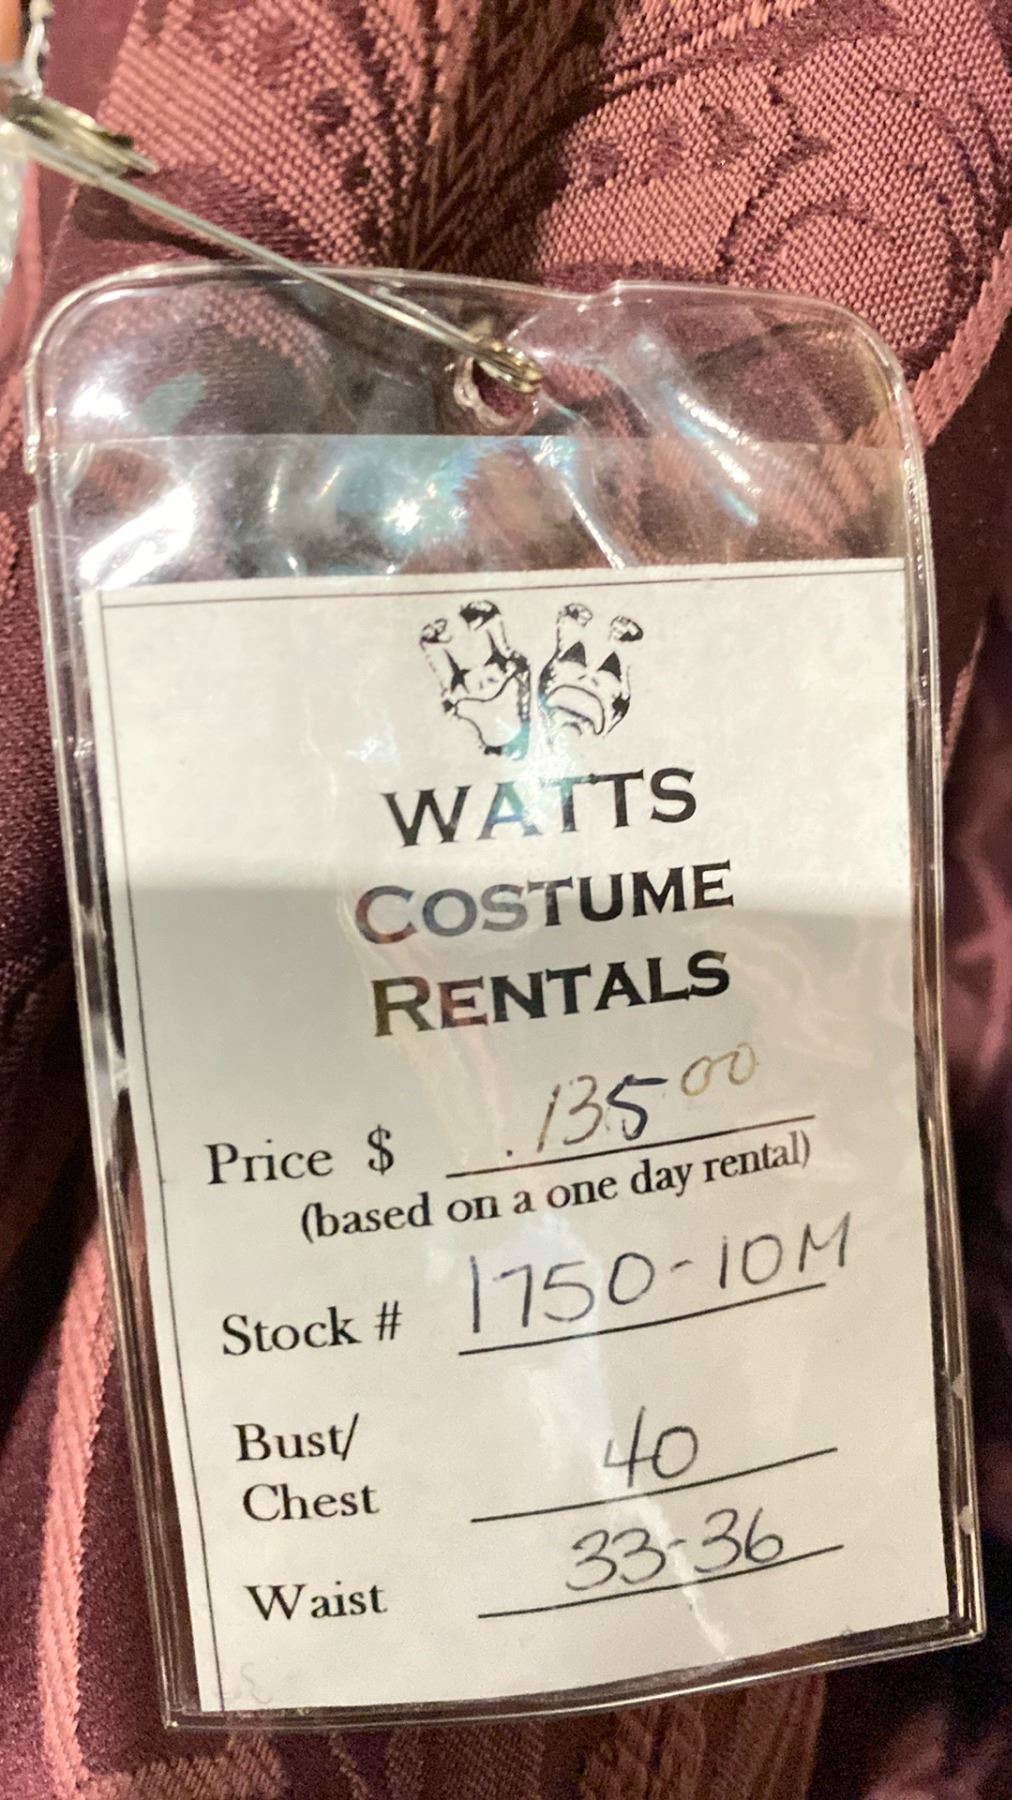 WATTS
COSTUME
RENTALS
Price $ .135.00
(based on a one day rental)
Stock # 1750-10M
Bust/
Chest 40
Waist 33-36